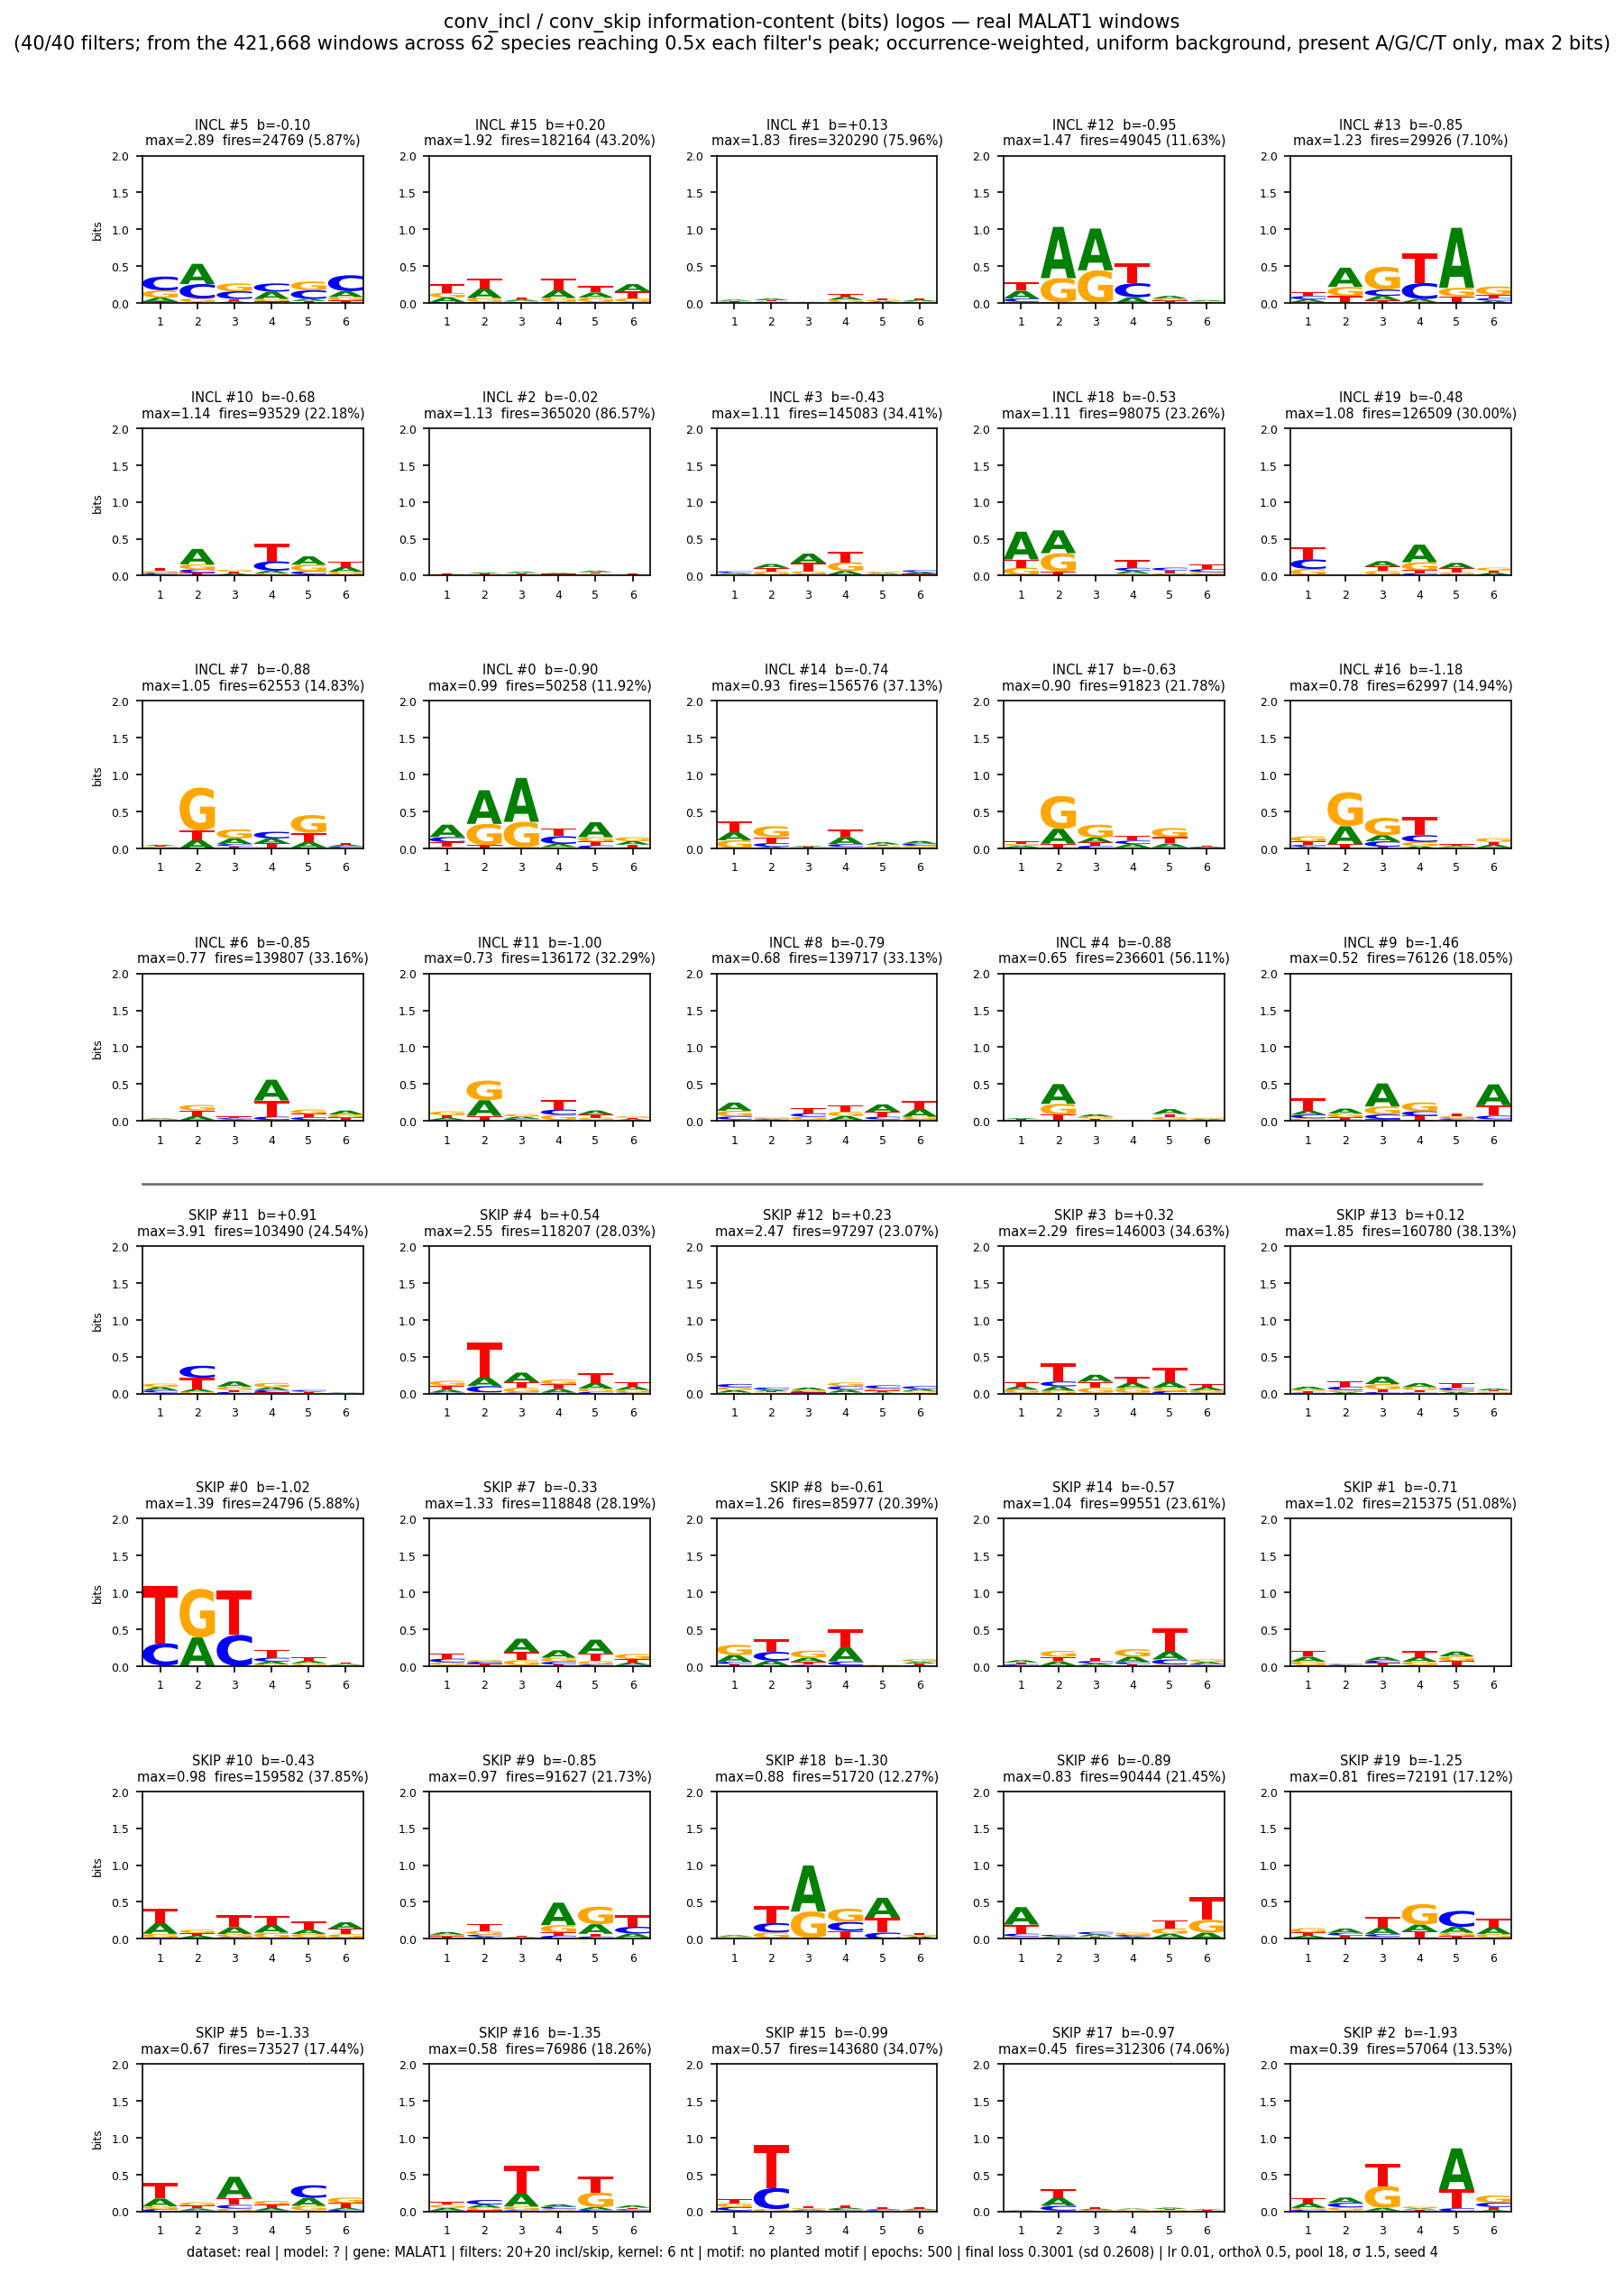 conv_incl / conv_skip information-content (bits) logos — real MALAT1 windows
(40/40 filters; from the 421,668 windows across 62 species reaching 0.5x each filter's peak; occurrence-weighted, uniform background, present A/G/C/T only, max 2 bits)
INCL #5 b=-0.10
max=2.89 fires=24769 (5.87%)
INCL #15 b=+0.20
max=1.92 fires=182164 (43.20%)
INCL #1 b=+0.13
max=1.83 fires=320290 (75.96%)
INCL #12 b=-0.95
max=1.47 fires=49045 (11.63%)
INCL #13 b=-0.85
max=1.23 fires=29926 (7.10%)
INCL #10 b=-0.68
max=1.14 fires=93529 (22.18%)
INCL #2 b=-0.02
max=1.13 fires=365020 (86.57%)
INCL #3 b=-0.43
max=1.11 fires=145083 (34.41%)
INCL #18 b=-0.53
max=1.11 fires=98075 (23.26%)
INCL #19 b=-0.48
max=1.08 fires=126509 (30.00%)
INCL #7 b=-0.88
max=1.05 fires=62553 (14.83%)
INCL #0 b=-0.90
max=0.99 fires=50258 (11.92%)
INCL #14 b=-0.74
max=0.93 fires=156576 (37.13%)
INCL #17 b=-0.63
max=0.90 fires=91823 (21.78%)
INCL #16 b=-1.18
max=0.78 fires=62997 (14.94%)
INCL #6 b=-0.85
max=0.77 fires=139807 (33.16%)
INCL #11 b=-1.00
max=0.73 fires=136172 (32.29%)
INCL #8 b=-0.79
max=0.68 fires=139717 (33.13%)
INCL #4 b=-0.88
max=0.65 fires=236601 (56.11%)
INCL #9 b=-1.46
max=0.52 fires=76126 (18.05%)
SKIP #11 b=+0.91
max=3.91 fires=103490 (24.54%)
SKIP #4 b=+0.54
max=2.55 fires=118207 (28.03%)
SKIP #12 b=+0.23
max=2.47 fires=97297 (23.07%)
SKIP #3 b=+0.32
max=2.29 fires=146003 (34.63%)
SKIP #13 b=+0.12
max=1.85 fires=160780 (38.13%)
SKIP #0 b=-1.02
max=1.39 fires=24796 (5.88%)
SKIP #7 b=-0.33
max=1.33 fires=118848 (28.19%)
SKIP #8 b=-0.61
max=1.26 fires=85977 (20.39%)
SKIP #14 b=-0.57
max=1.04 fires=99551 (23.61%)
SKIP #1 b=-0.71
max=1.02 fires=215375 (51.08%)
SKIP #10 b=-0.43
max=0.98 fires=159582 (37.85%)
SKIP #9 b=-0.85
max=0.97 fires=91627 (21.73%)
SKIP #18 b=-1.30
max=0.88 fires=51720 (12.27%)
SKIP #6 b=-0.89
max=0.83 fires=90444 (21.45%)
SKIP #19 b=-1.25
max=0.81 fires=72191 (17.12%)
SKIP #5 b=-1.33
max=0.67 fires=73527 (17.44%)
SKIP #16 b=-1.35
max=0.58 fires=76986 (18.26%)
SKIP #15 b=-0.99
max=0.57 fires=143680 (34.07%)
SKIP #17 b=-0.97
max=0.45 fires=312306 (74.06%)
SKIP #2 b=-1.93
max=0.39 fires=57064 (13.53%)
dataset: real | model: ? | gene: MALAT1 | filters: 20+20 incl/skip, kernel: 6 nt | motif: no planted motif | epochs: 500 | final loss 0.3001 (sd 0.2608) | lr 0.01, orthoλ 0.5, pool 18, σ 1.5, seed 4